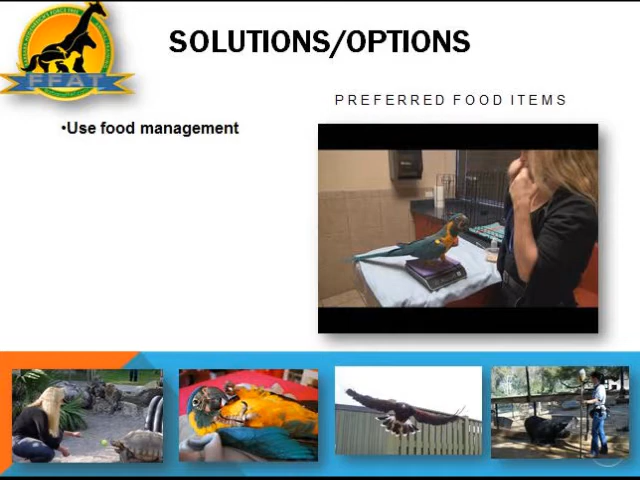 SOLUTIONS/OPTIONS
FFAT
PREFERRED FOOD ITEMS
•Use food management